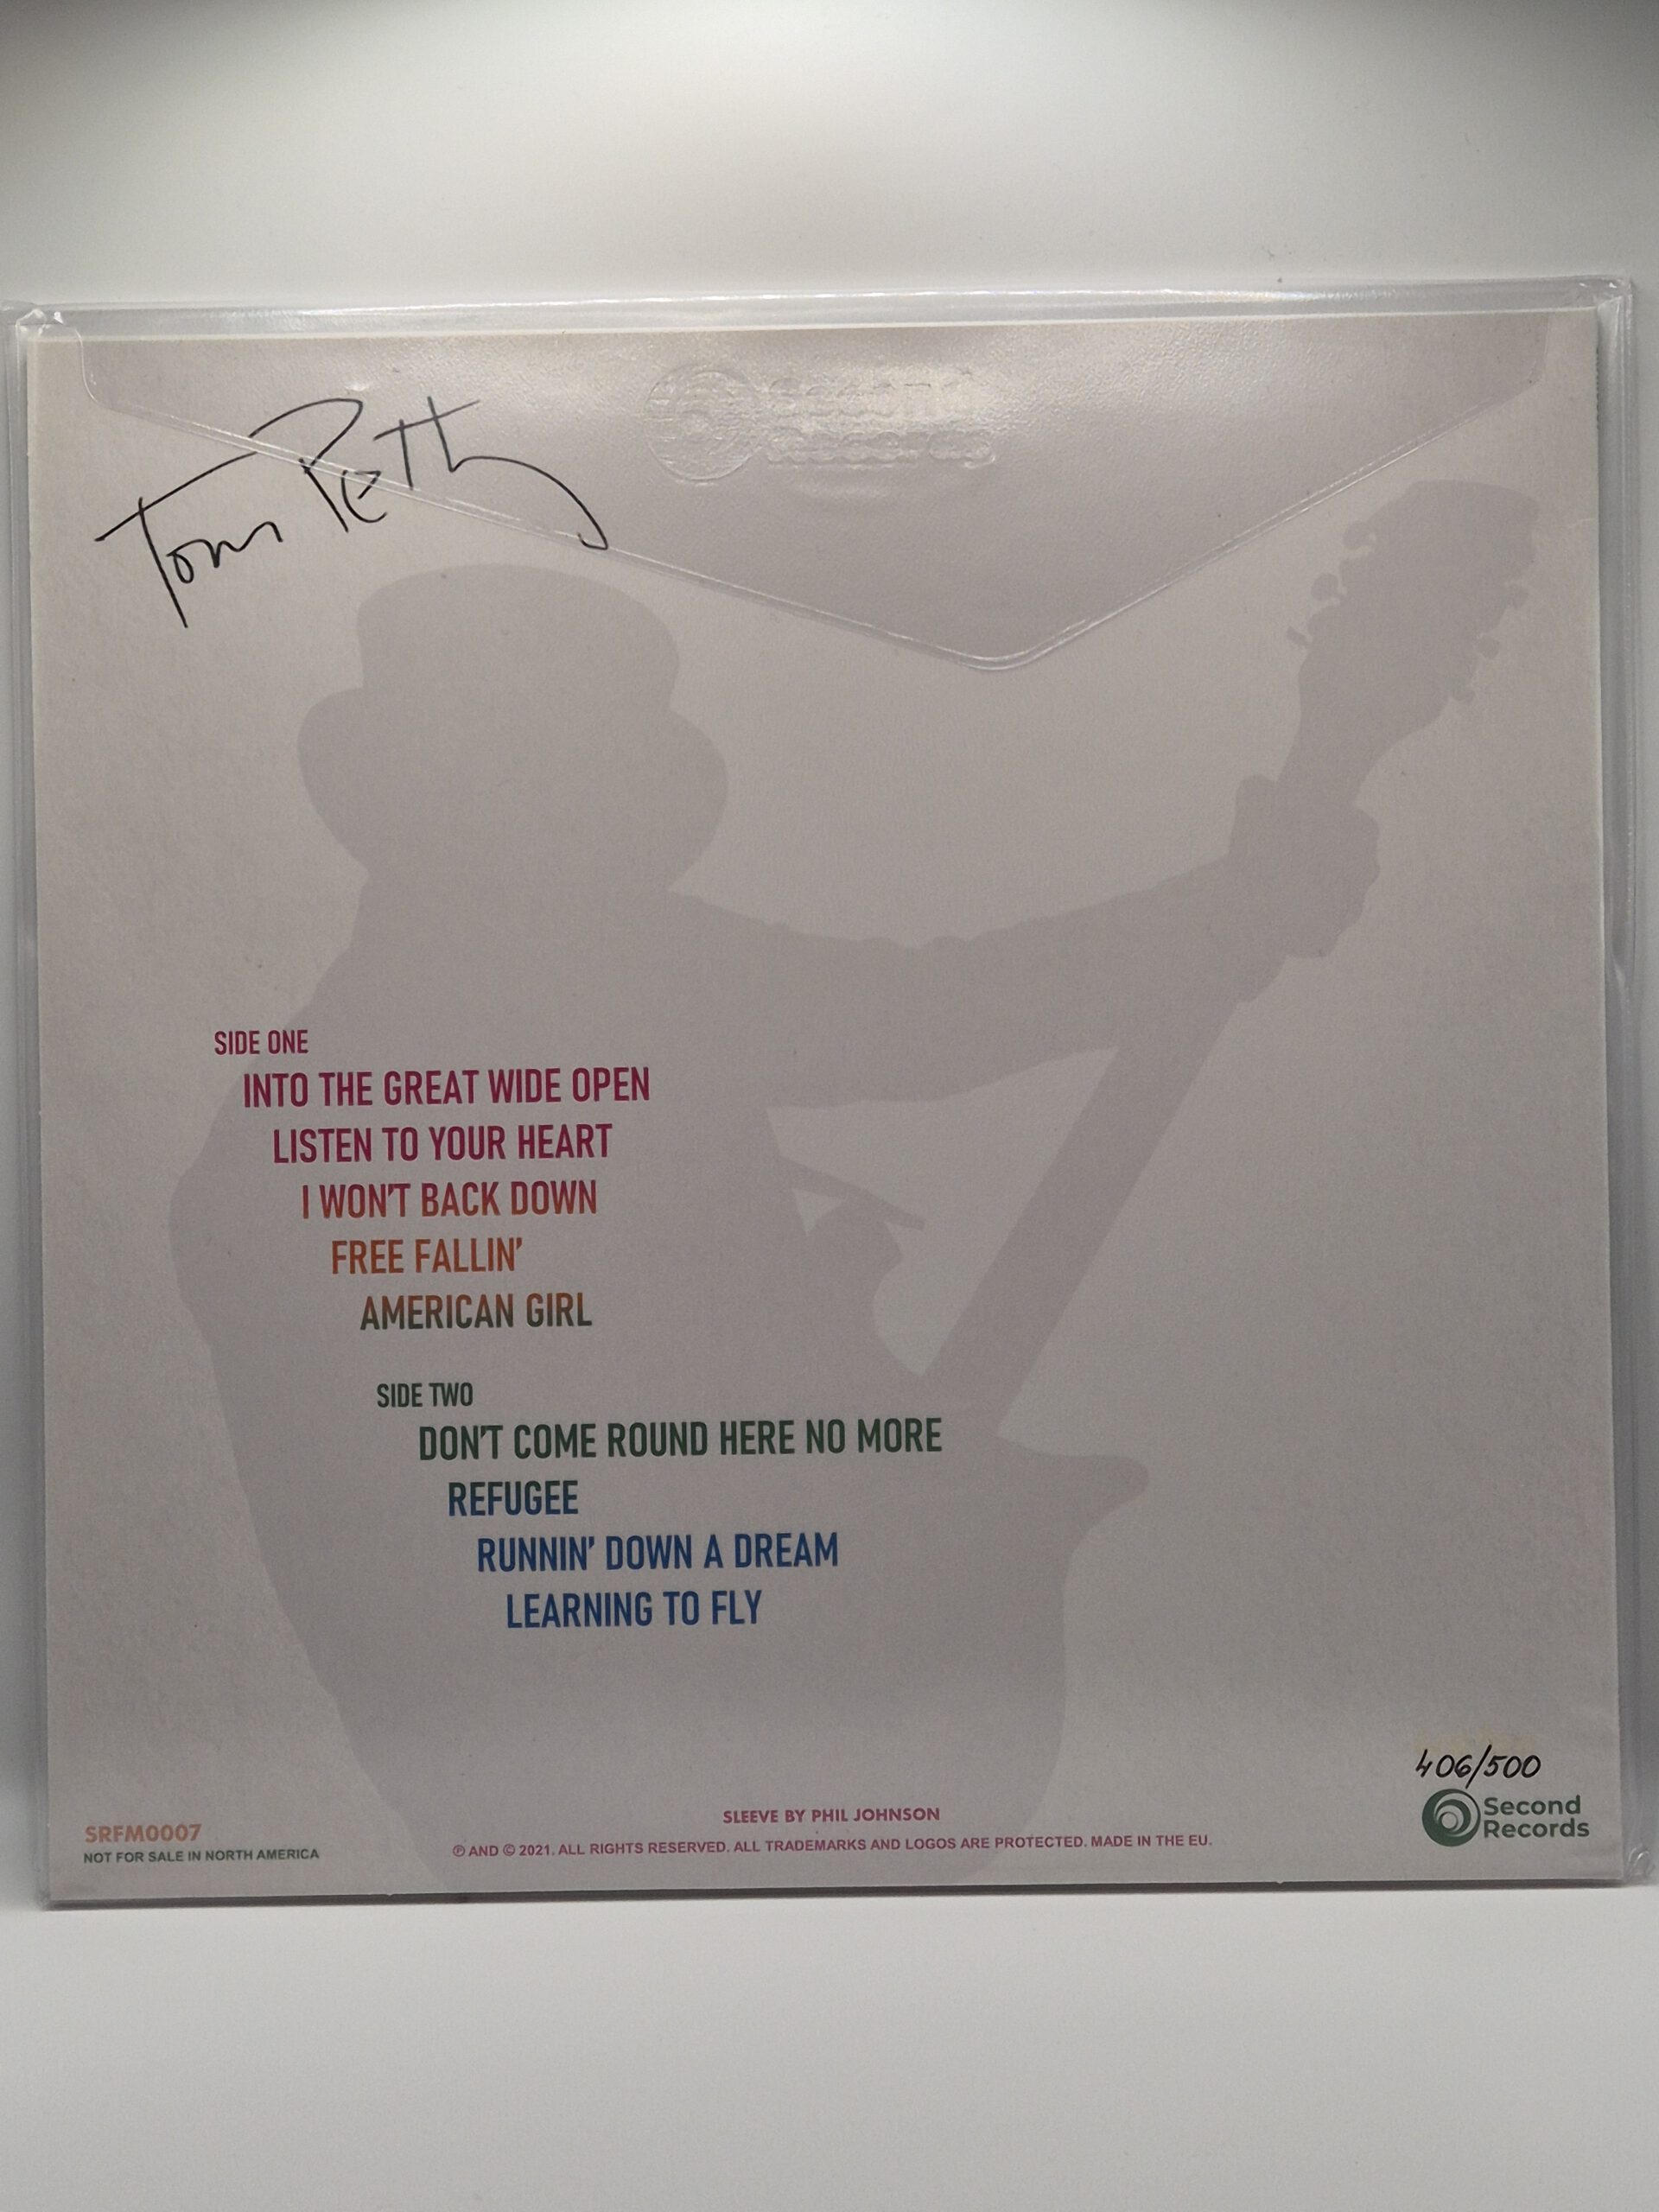 Second
Records
Tom Petty
SIDE ONE
INTO THE GREAT WIDE OPEN
LISTEN TO YOUR HEART
I WON'T BACK DOWN
FREE FALLIN'
AMERICAN GIRL
SIDE TWO
DON'T COME ROUND HERE NO MORE
REFUGEE
RUNNIN' DOWN A DREAM
LEARNING TO FLY
406/500
Second
Records
SLEEVE BY PHIL JOHNSON
SRFM0007
NOT FOR SALE IN NORTH AMERICA
℗ AND © 2021. ALL RIGHTS RESERVED. ALL TRADEMARKS AND LOGOS ARE PROTECTED. MADE IN THE EU.